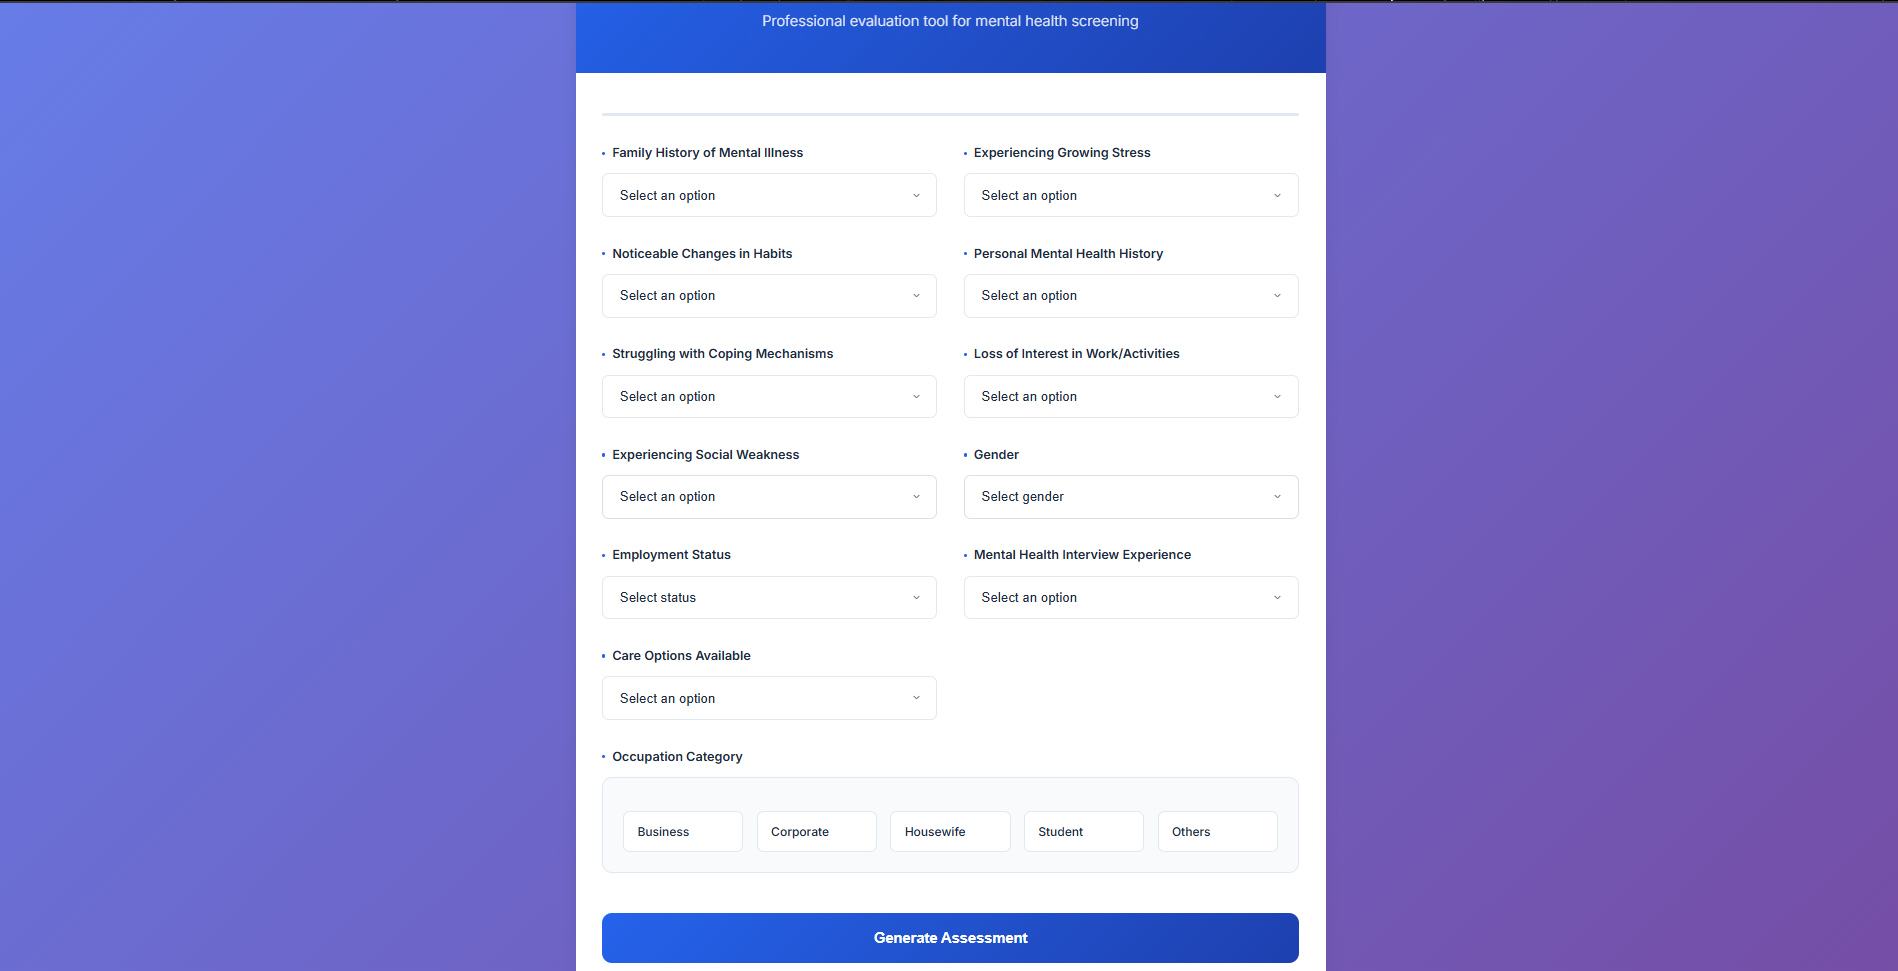 Professional evaluation tool for mental health screening
Family History of Mental Illness
Experiencing Growing Stress
Select an option
Select an option
Noticeable Changes in Habits
Personal Mental Health History
Select an option
Select an option
Struggling with Coping Mechanisms
Loss of Interest in Work/Activities
Select an option
Select an option
Experiencing Social Weakness
Gender
Select an option
Select gender
Employment Status
Mental Health Interview Experience
Select status
Select an option
Care Options Available
Select an option
Occupation Category
Business
Corporate
Housewife
Student
Others
Generate Assessment